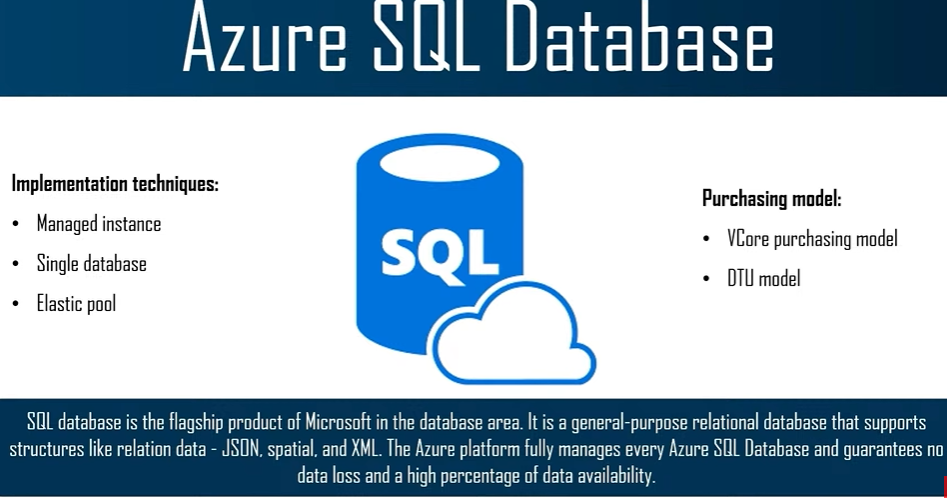 Azure SQL Database
Implementation techniques:
• Managed instance
• Single database
• Elastic pool
SQL
Purchasing model:
• VCore purchasing model
• DTU model
SQL database is the flagship product of Microsoft in the database area. It is a general-purpose relational database that supports
structures like relation data - JSON, spatial, and XML. The Azure platform fully manages every Azure SQL Database and guarantees no
data loss and a high percentage of data availability.